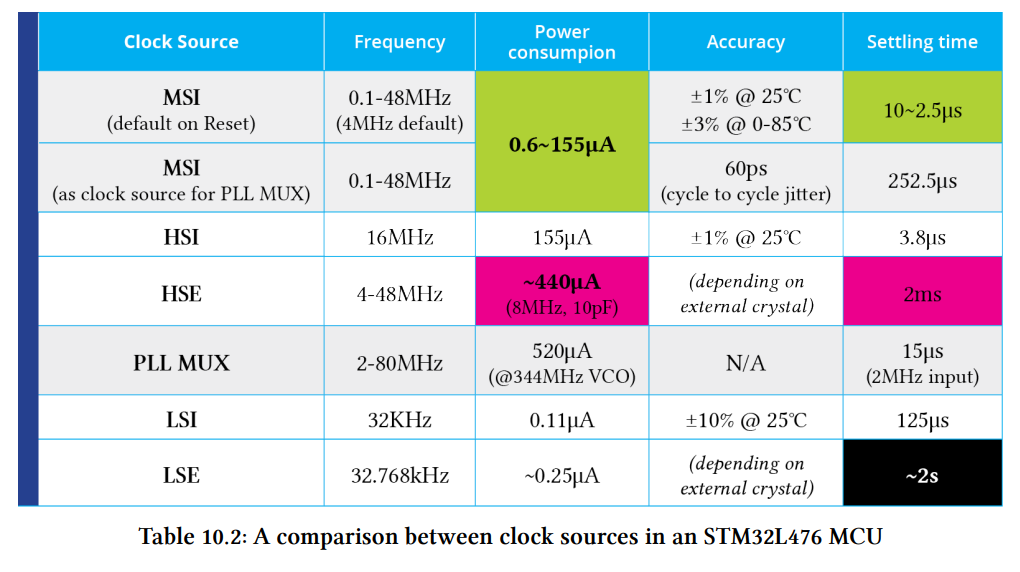 Clock Source Frequency Power consumpion Accuracy Settling time
MSI
(default on Reset)
0.1-48MHz
(4MHz default)
0.6~155µA
±1% @ 25℃
±3% @ 0-85℃
10~2.5µs
MSI
(as clock source for PLL MUX)
0.1-48MHz
60ps
(cycle to cycle jitter)
252.5µs
HSI 16MHz 155µA ±1% @ 25℃ 3.8µs
HSE
4-48MHz
~440µA
(8MHz, 10pF)
(depending on
external crystal)
2ms
PLL MUX
2-80MHz
520µA
(@344MHz VCO)
N/A
15µs
(2MHz input)
LSI 32KHz 0.11µA ±10% @ 25℃ 125µs
LSE
32.768kHz
~0.25µA
(depending on
external crystal)
~2s
Table 10.2: A comparison between clock sources in an STM32L476 MCU